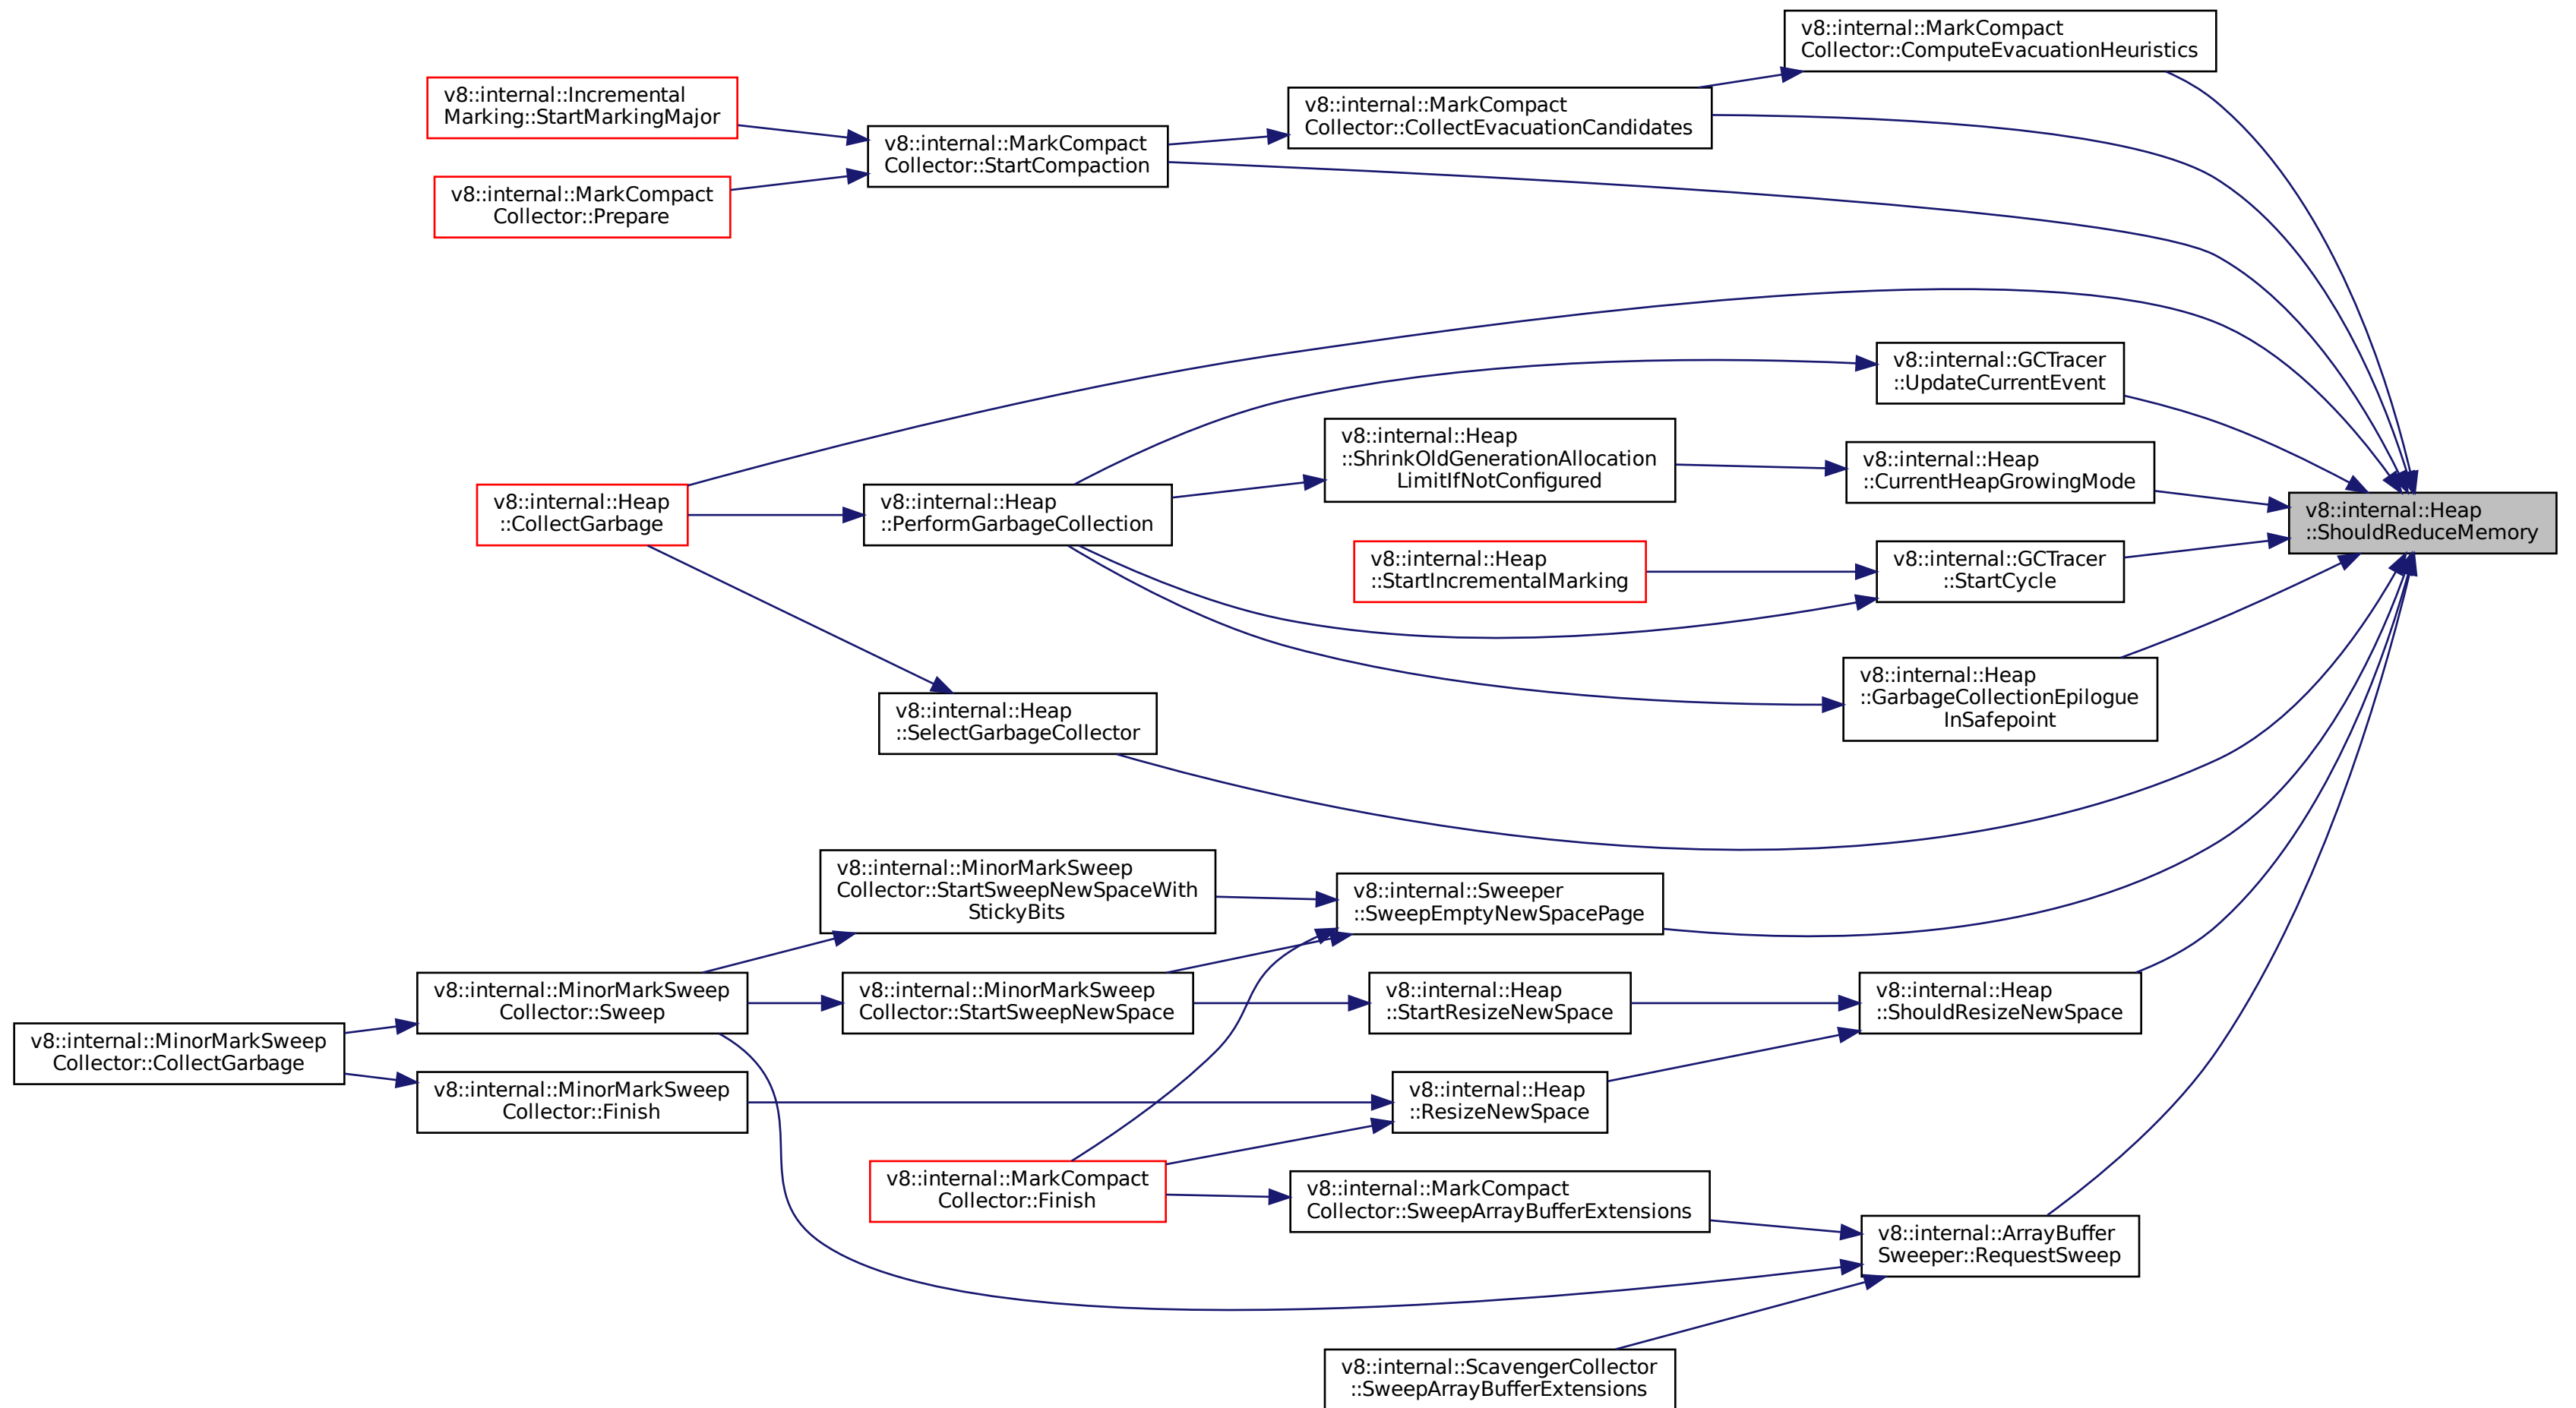 v8::internal::MarkCompact
Collector::ComputeEvacuationHeuristics
v8::internal::Incremental
Marking::StartMarkingMajor
v8::internal::MarkCompact
Collector::CollectEvacuationCandidates
v8::internal::MarkCompact
Collector::StartCompaction
v8::internal::MarkCompact
Collector::Prepare
v8::internal::GCTracer
::UpdateCurrentEvent
v8::internal::Heap
::ShrinkOldGenerationAllocation
LimitIfNotConfigured
v8::internal::Heap
::CurrentHeapGrowingMode
v8::internal::Heap
::CollectGarbage
v8::internal::Heap
::PerformGarbageCollection
v8::internal::Heap
::ShouldReduceMemory
v8::internal::Heap
::StartIncrementalMarking
v8::internal::GCTracer
::StartCycle
v8::internal::Heap
::GarbageCollectionEpilogue
InSafepoint
v8::internal::Heap
::SelectGarbageCollector
v8::internal::MinorMarkSweep
Collector::StartSweepNewSpaceWith
StickyBits
v8::internal::Sweeper
::SweepEmptyNewSpacePage
v8::internal::MinorMarkSweep
Collector::Sweep
v8::internal::MinorMarkSweep
Collector::StartSweepNewSpace
v8::internal::Heap
::StartResizeNewSpace
v8::internal::Heap
::ShouldResizeNewSpace
v8::internal::MinorMarkSweep
Collector::CollectGarbage
v8::internal::MinorMarkSweep
Collector::Finish
v8::internal::Heap
::ResizeNewSpace
v8::internal::MarkCompact
Collector::Finish
v8::internal::MarkCompact
Collector::SweepArrayBufferExtensions
v8::internal::ArrayBuffer
Sweeper::RequestSweep
v8::internal::ScavengerCollector
::SweepArrayBufferExtensions